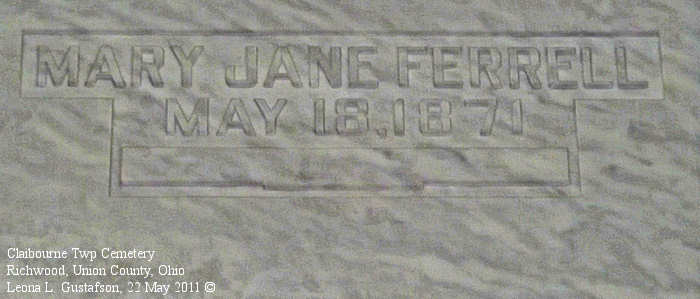 MARY JANE FERRELL
MAY 18, 1871
Claibourne Twp Cemetery
Richwood, Union County, Ohio
Leona L. Gustafson, 22 May 2011 ©